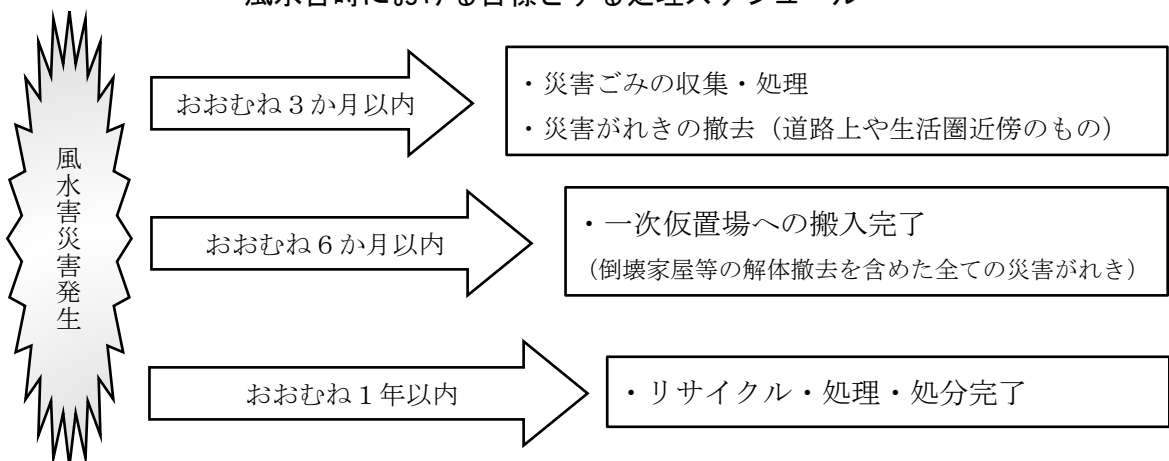 風水害時における目標とする処理スケジュール
風水害災害発生
おおむね３か月以内
・災害ごみの収集・処理
・災害がれきの撤去（道路上や生活圏近傍のもの）
おおむね６か月以内
・一次仮置場への搬入完了
（倒壊家屋等の解体撤去を含めた全ての災害がれき）
おおむね１年以内
・リサイクル・処理・処分完了